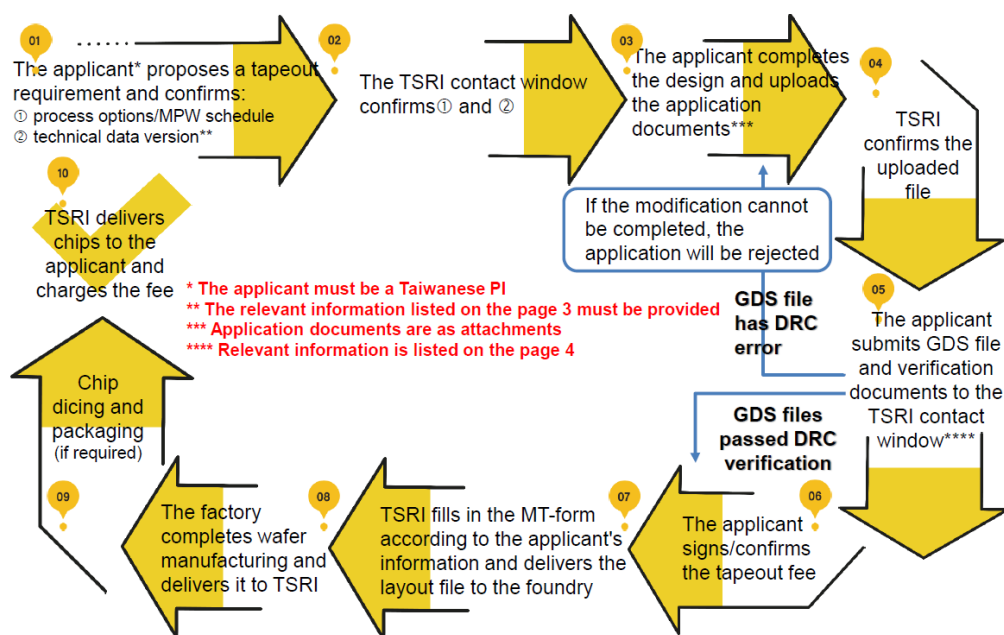 01
The applicant* proposes a tapeout
requirement and confirms:
① process options/MPW schedule
② technical data version**
02
The TSRI contact window
confirms① and ②
03
The applicant completes
the design and uploads
the application
documents***
04
TSRI
confirms the
uploaded
file
If the modification cannot
be completed, the
application will be rejected
GDS file
has DRC
error
05
The applicant
submits GDS file
and verification
documents to the
TSRI contact
window****
GDS files
passed DRC
verification
06
The applicant
signs/confirms
the tapeout fee
07
TSRI fills in the MT-form
according to the applicant's
information and delivers the
layout file to the foundry
08
The factory
completes wafer
manufacturing and
delivers it to TSRI
09
Chip
dicing and
packaging
(if required)
10
TSRI delivers
chips to the
applicant and
charges the fee
* The applicant must be a Taiwanese PI
** The relevant information listed on the page 3 must be provided
*** Application documents are as attachments
**** Relevant information is listed on the page 4